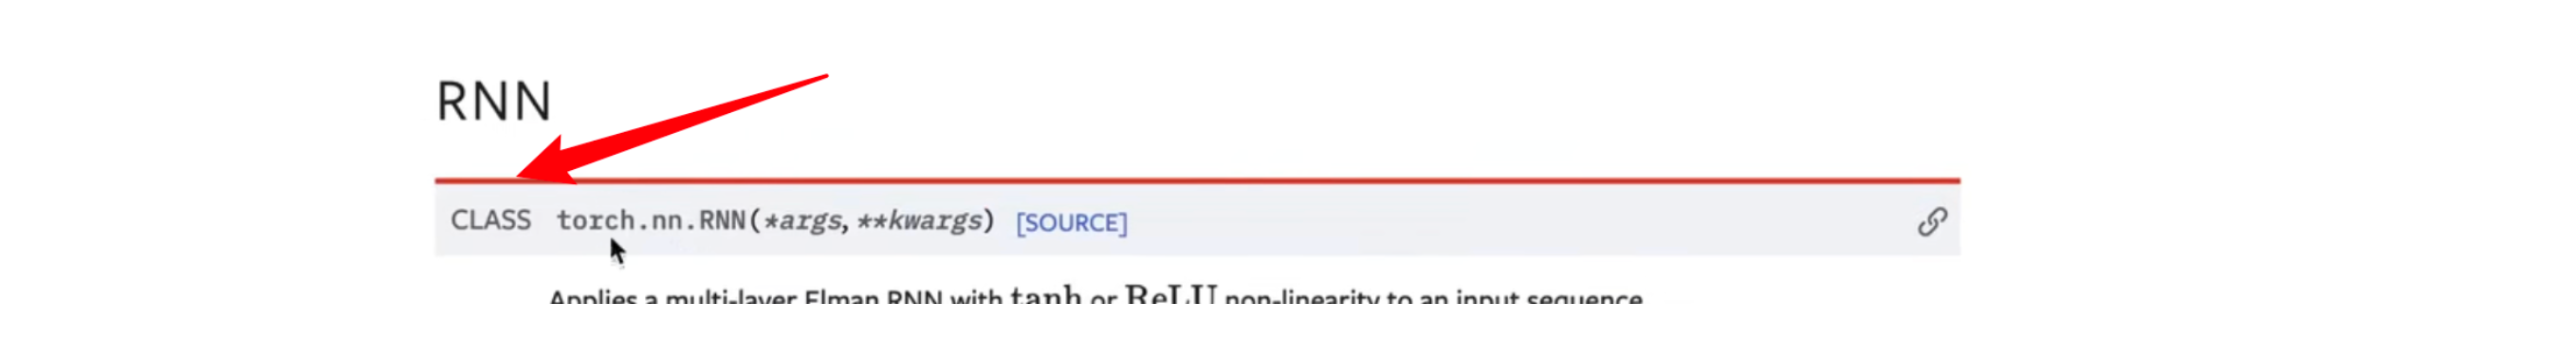 RNN
CLASS torch.nn.RNN(*args, **kwargs) [SOURCE]
Applies a multi-layer Elman RNN with tanh or ReLU non-linearity to an input sequence